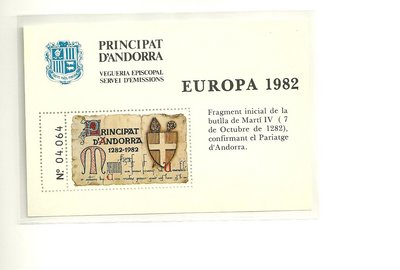 PRINCIPAT
D'ANDORRA
VEGUERIA EPISCOPAL
SERVEI D'EMISSIONS
EUROPA 1982
Fragment inicial de la
butlla de Martí IV ( 7
de Octubre de 1282),
confirmant el Pariatge
d'Andorra.
Nº 04.064
PRINCIPAT
D'ANDORRA
1282-1982